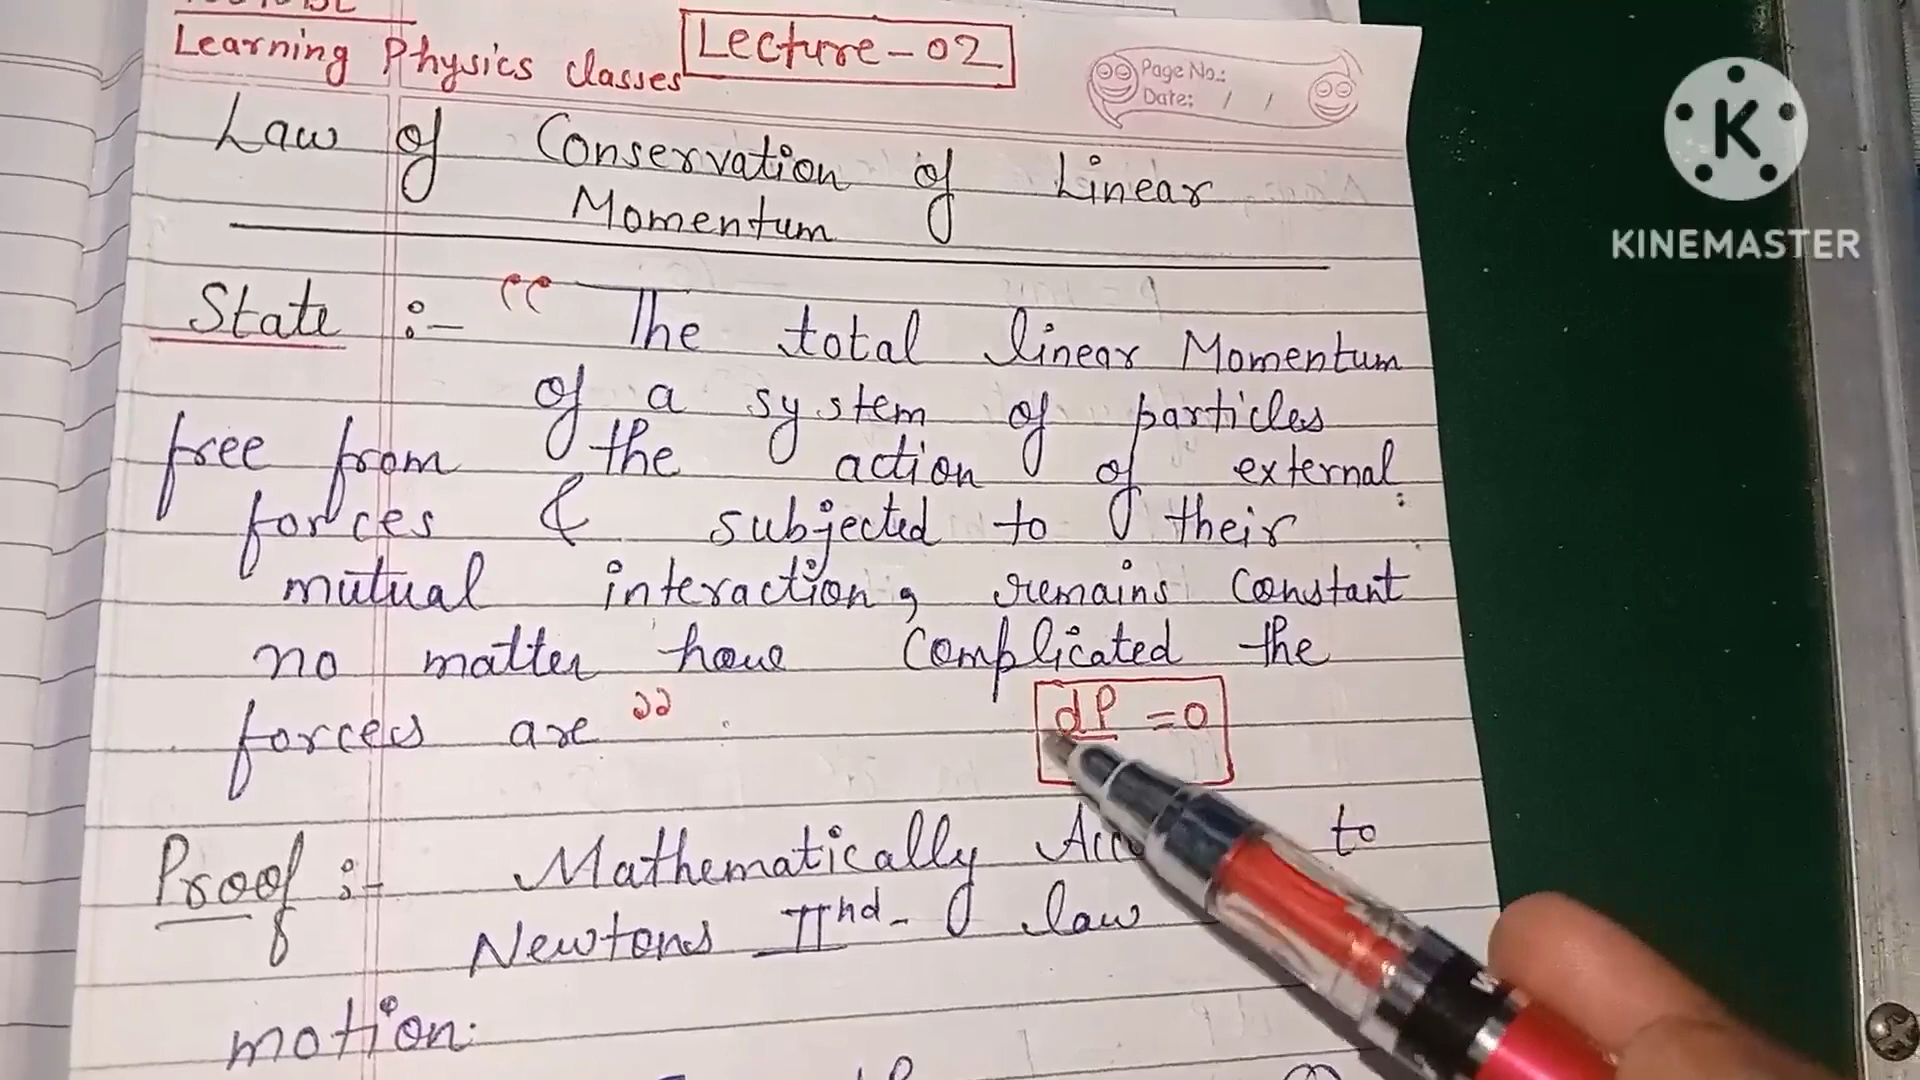 Learning Physics classes
Lecture-02
Page No.:
Date: / /
Law of Conservation of Linear
Momentum
State :- “ The total linear Momentum
of a system of particles
free from the action of external
forces & subjected to their
mutual interaction, remains Constant
no matter how complicated the
forces are ”
dP = 0
Proof :- Mathematically to
Newtons IInd - law
motion:
KINEMASTER